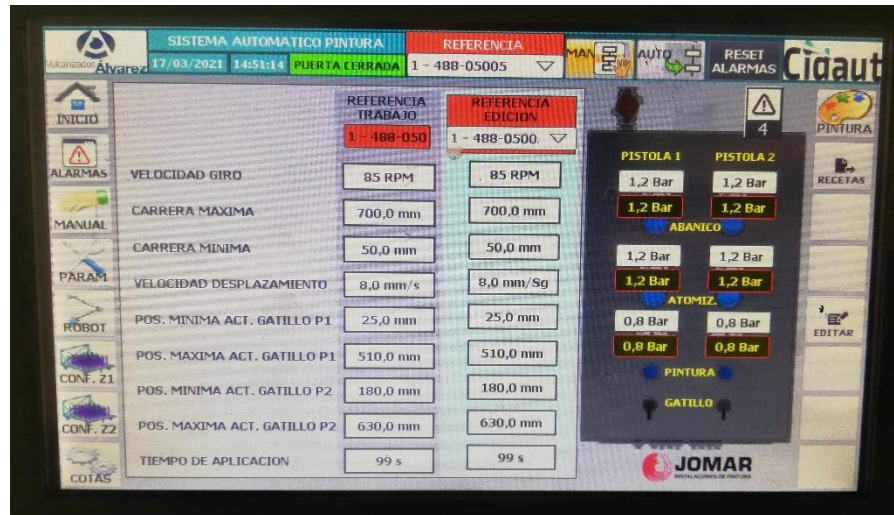 Vulcanizados Alvarez
SISTEMA AUTOMATICO PINTURA
17/03/2021 14:51:14 PUERTA CERRADA
REFERENCIA
1 - 488-05005
MAN
AUTO
RESET ALARMAS
Cidaut
INICIO
ALARMAS
MANUAL
PARAM
ROBOT
CONF. Z1
CONF. Z2
COTAS
REFERENCIA TRABAJO
REFERENCIA EDICION
1 - 488-050
1 - 488-0500.
VELOCIDAD GIRO 85 RPM . 85 RPM
CARRERA MAXIMA 700,0 mm 700,0 mm
CARRERA MINIMA 50,0 mm 50,0 mm
VELOCIDAD DESPLAZAMIENTO 8,0 mm/s 8,0 mm/Sg
POS. MINIMA ACT. GATILLO P1 25,0 mm 25,0 mm
POS. MAXIMA ACT. GATILLO P1 510,0 mm 510,0 mm
POS. MINIMA ACT. GATILLO P2 180,0 mm 180,0 mm
POS. MAXIMA ACT. GATILLO P2 630,0 mm 630,0 mm
TIEMPO DE APLICACION 99 s 99 s
4
PISTOLA 1 PISTOLA 2
1,2 Bar 1,2 Bar
1,2 Bar 1,2 Bar
ABANICO
1,2 Bar 1,2 Bar
1,2 Bar 1,2 Bar
ATOMIZ.
0,8 Bar 0,8 Bar
0,8 Bar 0,8 Bar
PINTURA
GATILLO
JOMAR
INSTALACIONES DE PINTURA
PINTURA
RECETAS
EDITAR